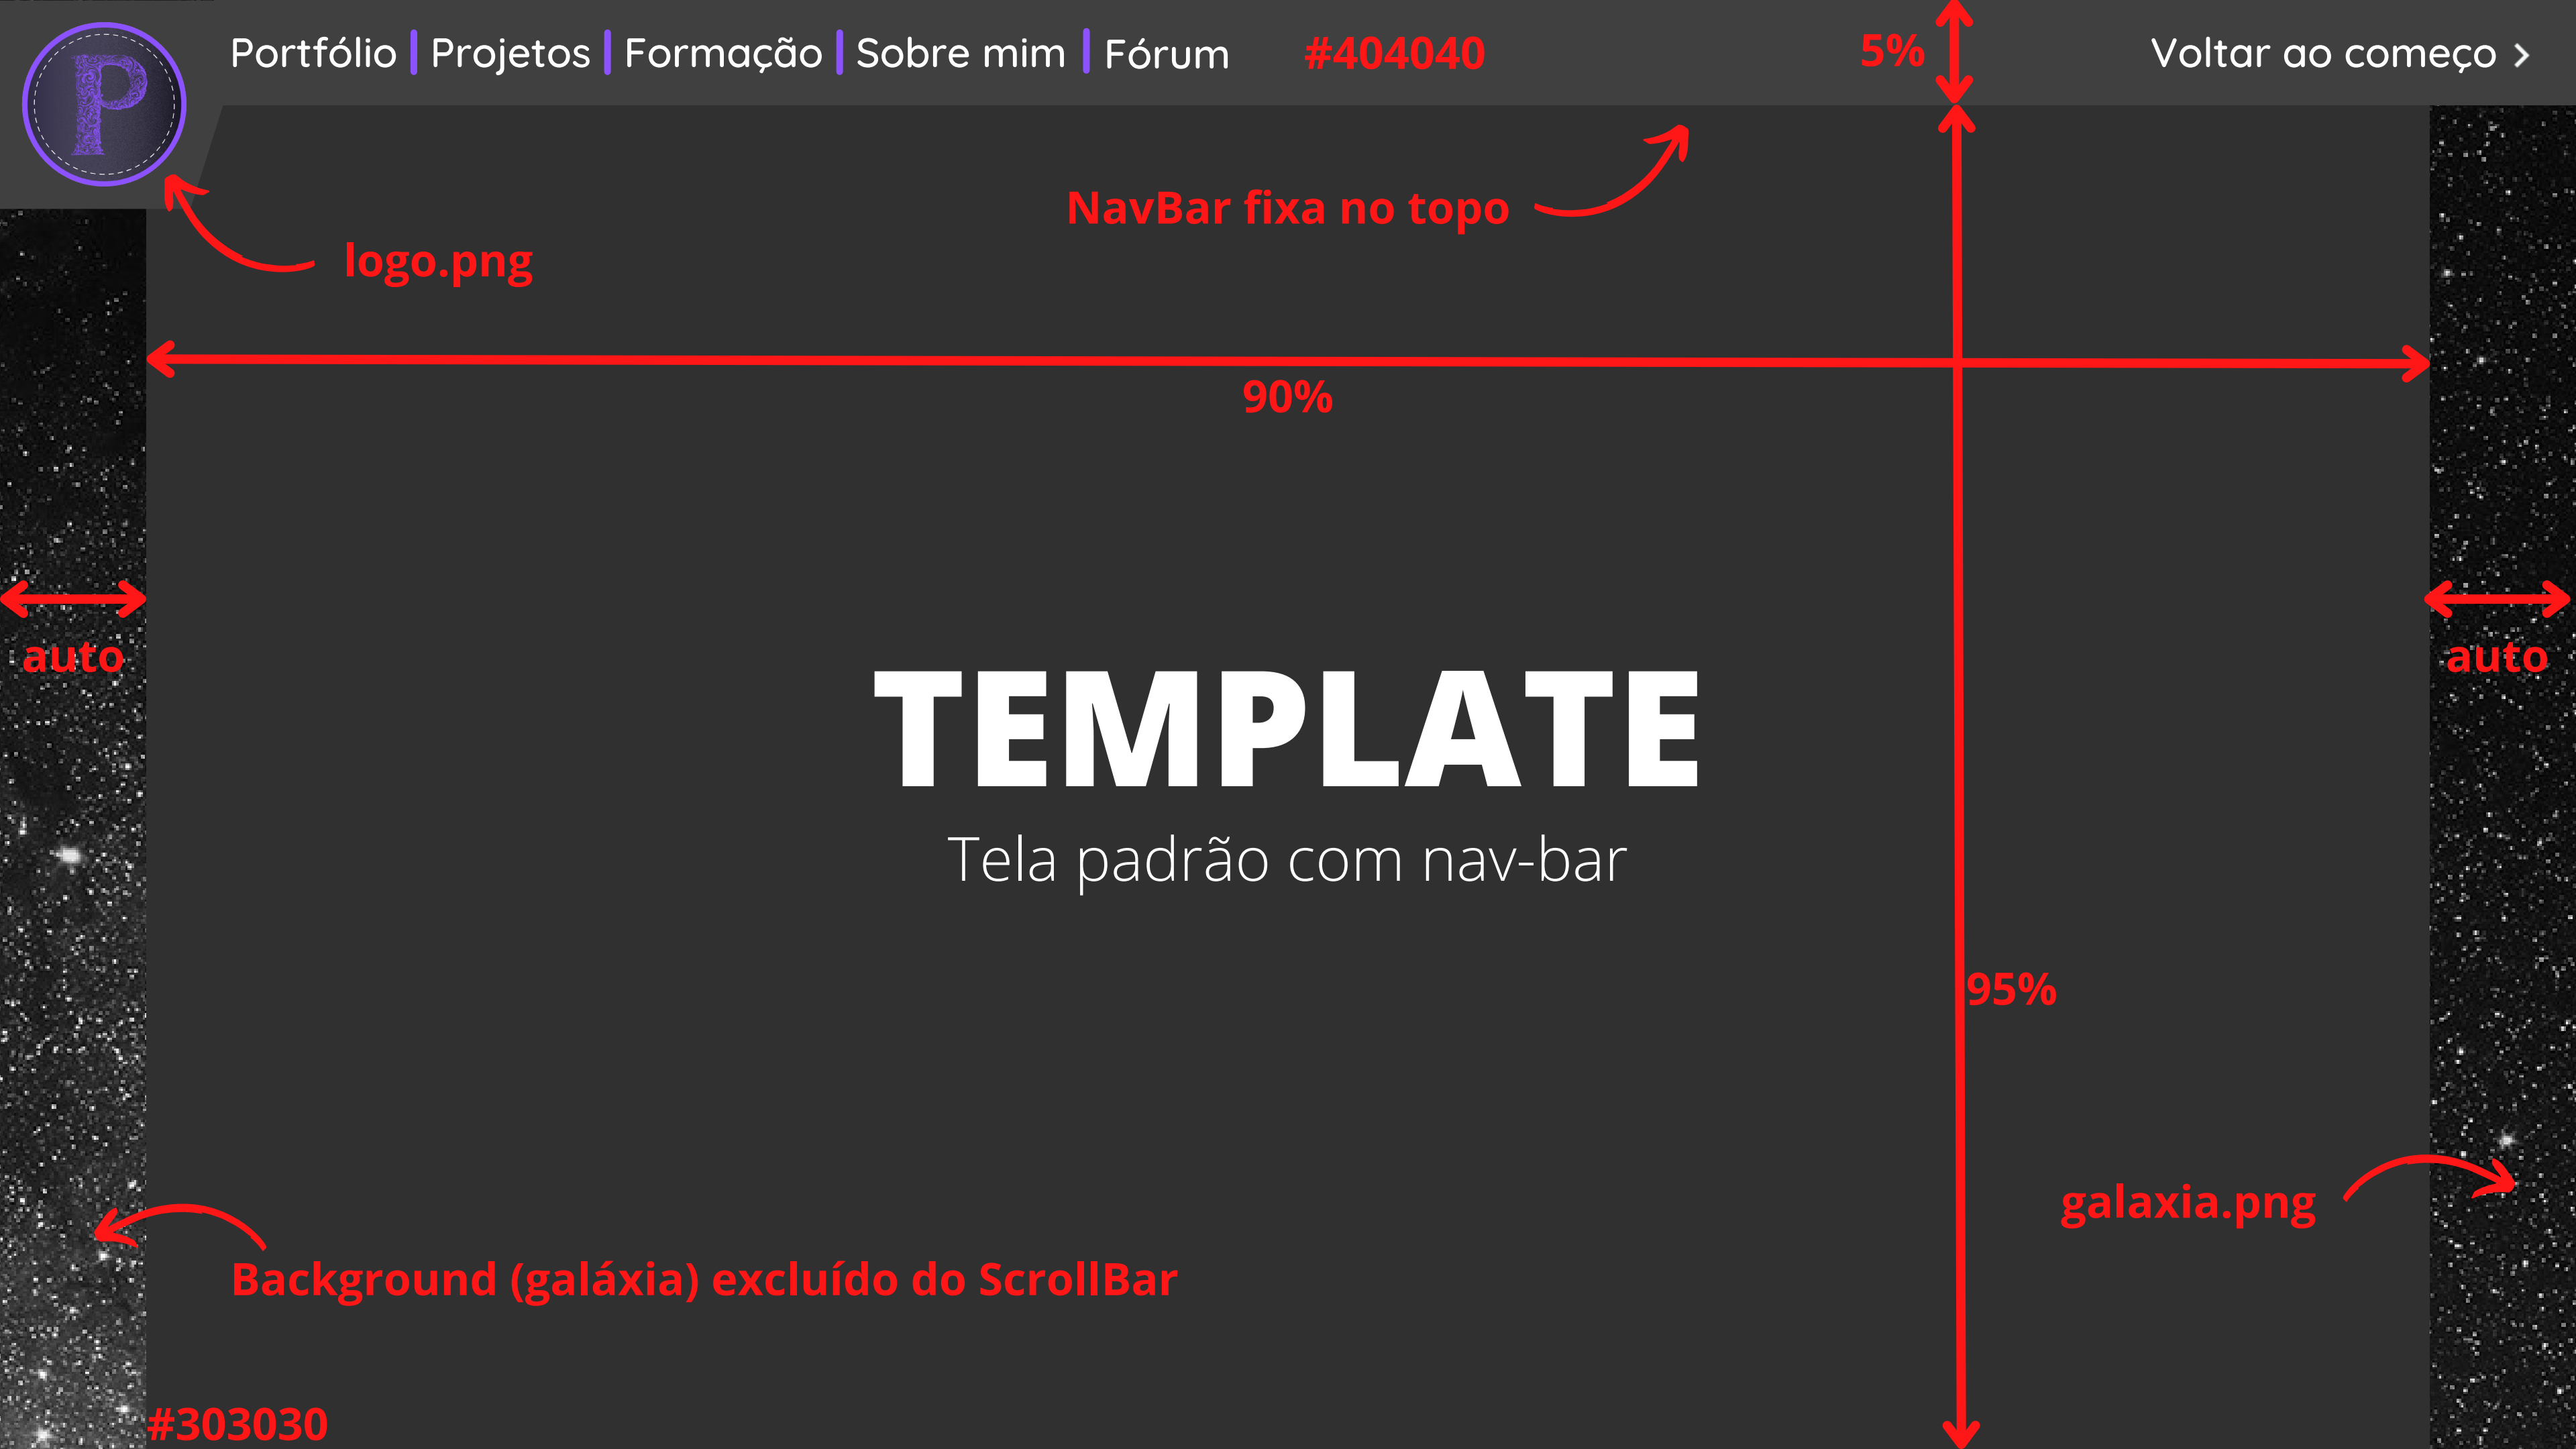 P
Portfólio | Projetos | Formação | Sobre mim | Fórum #404040 5% Voltar ao começo >
NavBar fixa no topo
logo.png
90%
auto
auto
TEMPLATE
Tela padrão com nav-bar
95%
galaxia.png
Background (galáxia) excluído do ScrollBar
#303030